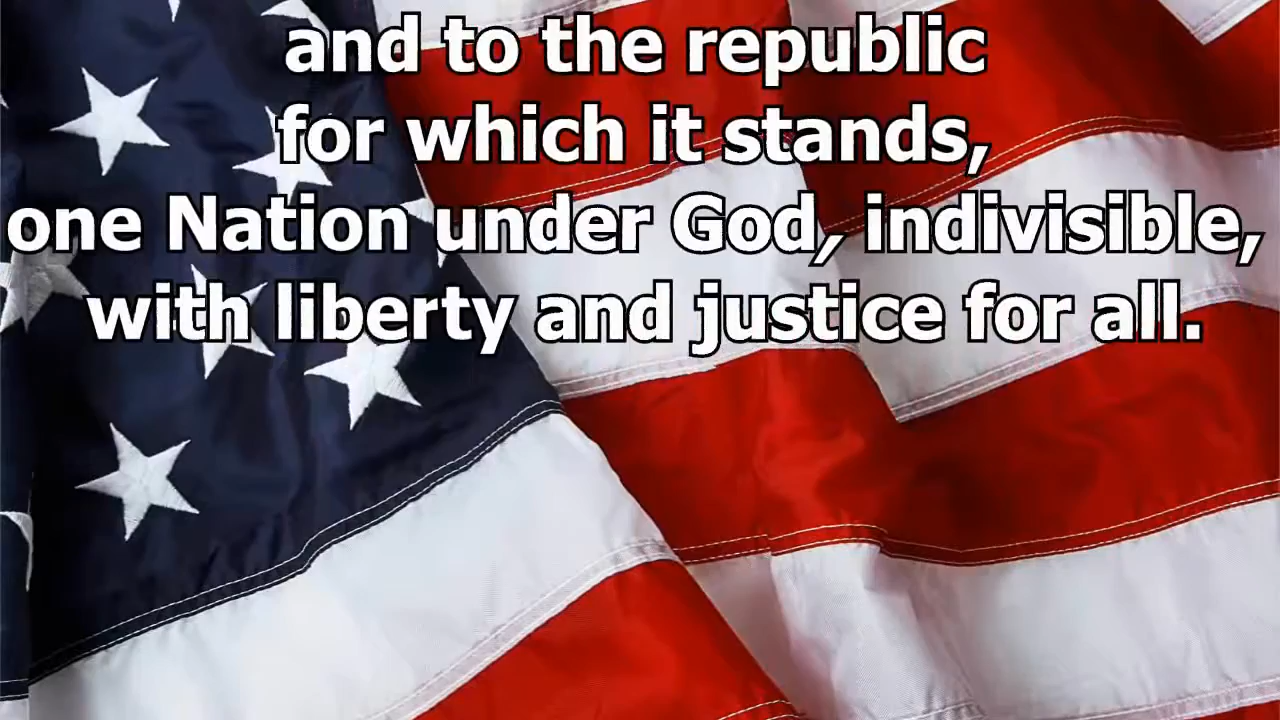 and to the republic
for which it stands,
one Nation under God, indivisible,
with liberty and justice for all.